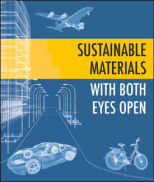 SUSTAINABLE
MATERIALS
WITH BOTH
EYES OPEN